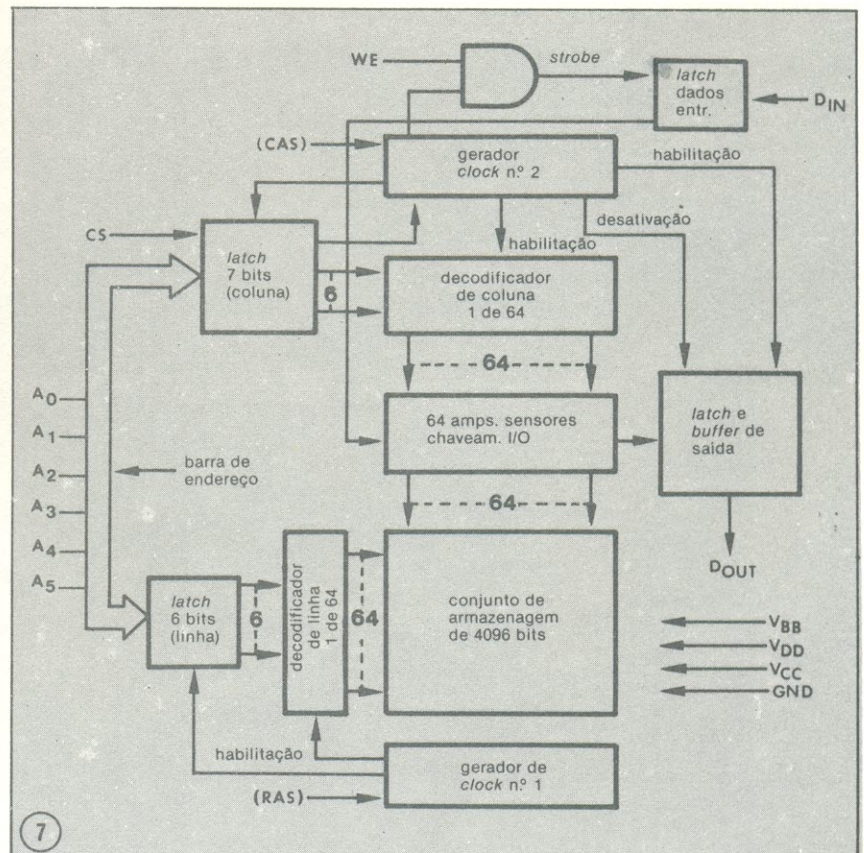 WE
strobe
latch
dados
entr.
DIN
(CAS)
gerador
clock n.º 2
habilitação
desativação
CS
latch
7 bits
(coluna)
6
habilitação
decodificador
de coluna
1 de 64
64
A0
A1
A2
A3
A4
A5
barra de
endereço
64 amps. sensores
chaveam. I/O
latch e
buffer de
saída
64
DOUT
latch
6 bits
(linha)
6
decodificador
de linha
1 de 64
64
conjunto de
armazenagem
de 4096 bits
VBB
VDD
VCC
GND
habilitação
(RAS)
gerador de
clock n.º 1
7